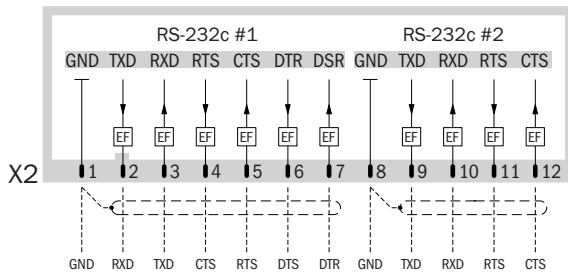 RS-232c #1 RS-232c #2
GND TXD RXD RTS CTS DTR DSR GND TXD RXD RTS CTS
EF EF EF EF EF EF EF EF EF EF
X2 1 2 3 4 5 6 7 8 9 10 11 12
GND RXD TXD CTS RTS DTS DTR GND TXD RXD RTS CTS